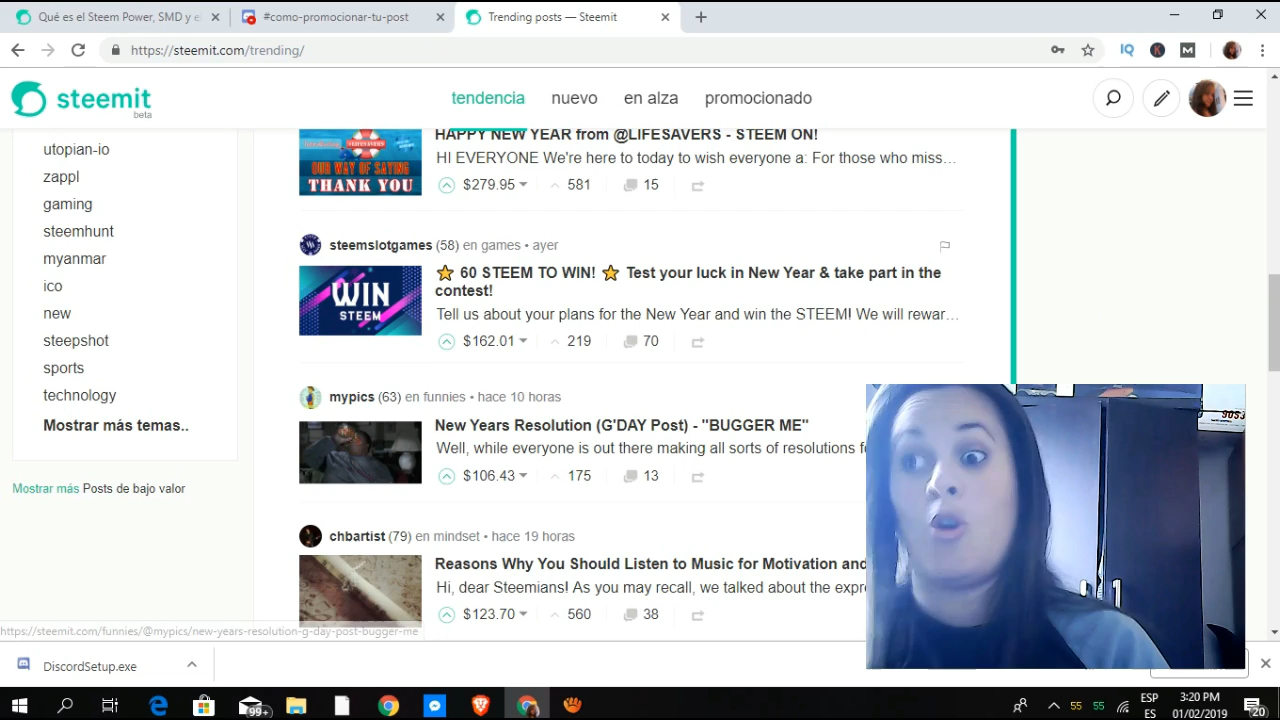 Qué es el Steem Power, SMD y el
#como-promocionar-tu-post
Trending posts — Steemit
https://steemit.com/trending/
steemit
beta
tendencia
nuevo
en alza
promocionado
utopian-io
zappl
gaming
steemhunt
myanmar
ico
new
steepshot
sports
technology
Mostrar más temas..
Mostrar más Posts de bajo valor
HAPPY NEW YEAR from @LIFESAVERS - STEEM ON!
HI EVERYONE We're here to today to wish everyone a: For those who miss…
OUR WAY OF SAYING
THANK YOU
$279.95
581
15
steemslotgames (58) en games • ayer
60 STEEM TO WIN! Test your luck in New Year & take part in the
contest!
Tell us about your plans for the New Year and win the STEEM! We will rewar…
WIN
STEEM
$162.01
219
70
mypics (63) en funnies • hace 10 horas
New Years Resolution (G'DAY Post) - "BUGGER ME"
Well, while everyone is out there making all sorts of resolutions
$106.43
175
13
chbartist (79) en mindset • hace 19 horas
Reasons Why You Should Listen to Music for Motivation and
Hi, dear Steemians! As you may recall, we talked about the expre
$123.70
560
38
https://steemit.com/funnies/@mypics/new-years-resolution-g-day-post-bugger-me
DiscordSetup.exe
99+
55
55
ESP
ES
3:20 PM
01/02/2019
20